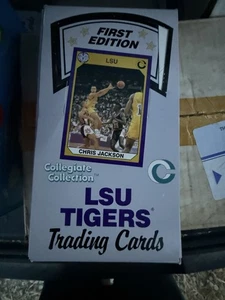 FIRST
EDITION
LSU
CHRIS JACKSON
Collegiate
Collection
C
LSU
TIGERS
Trading Cards